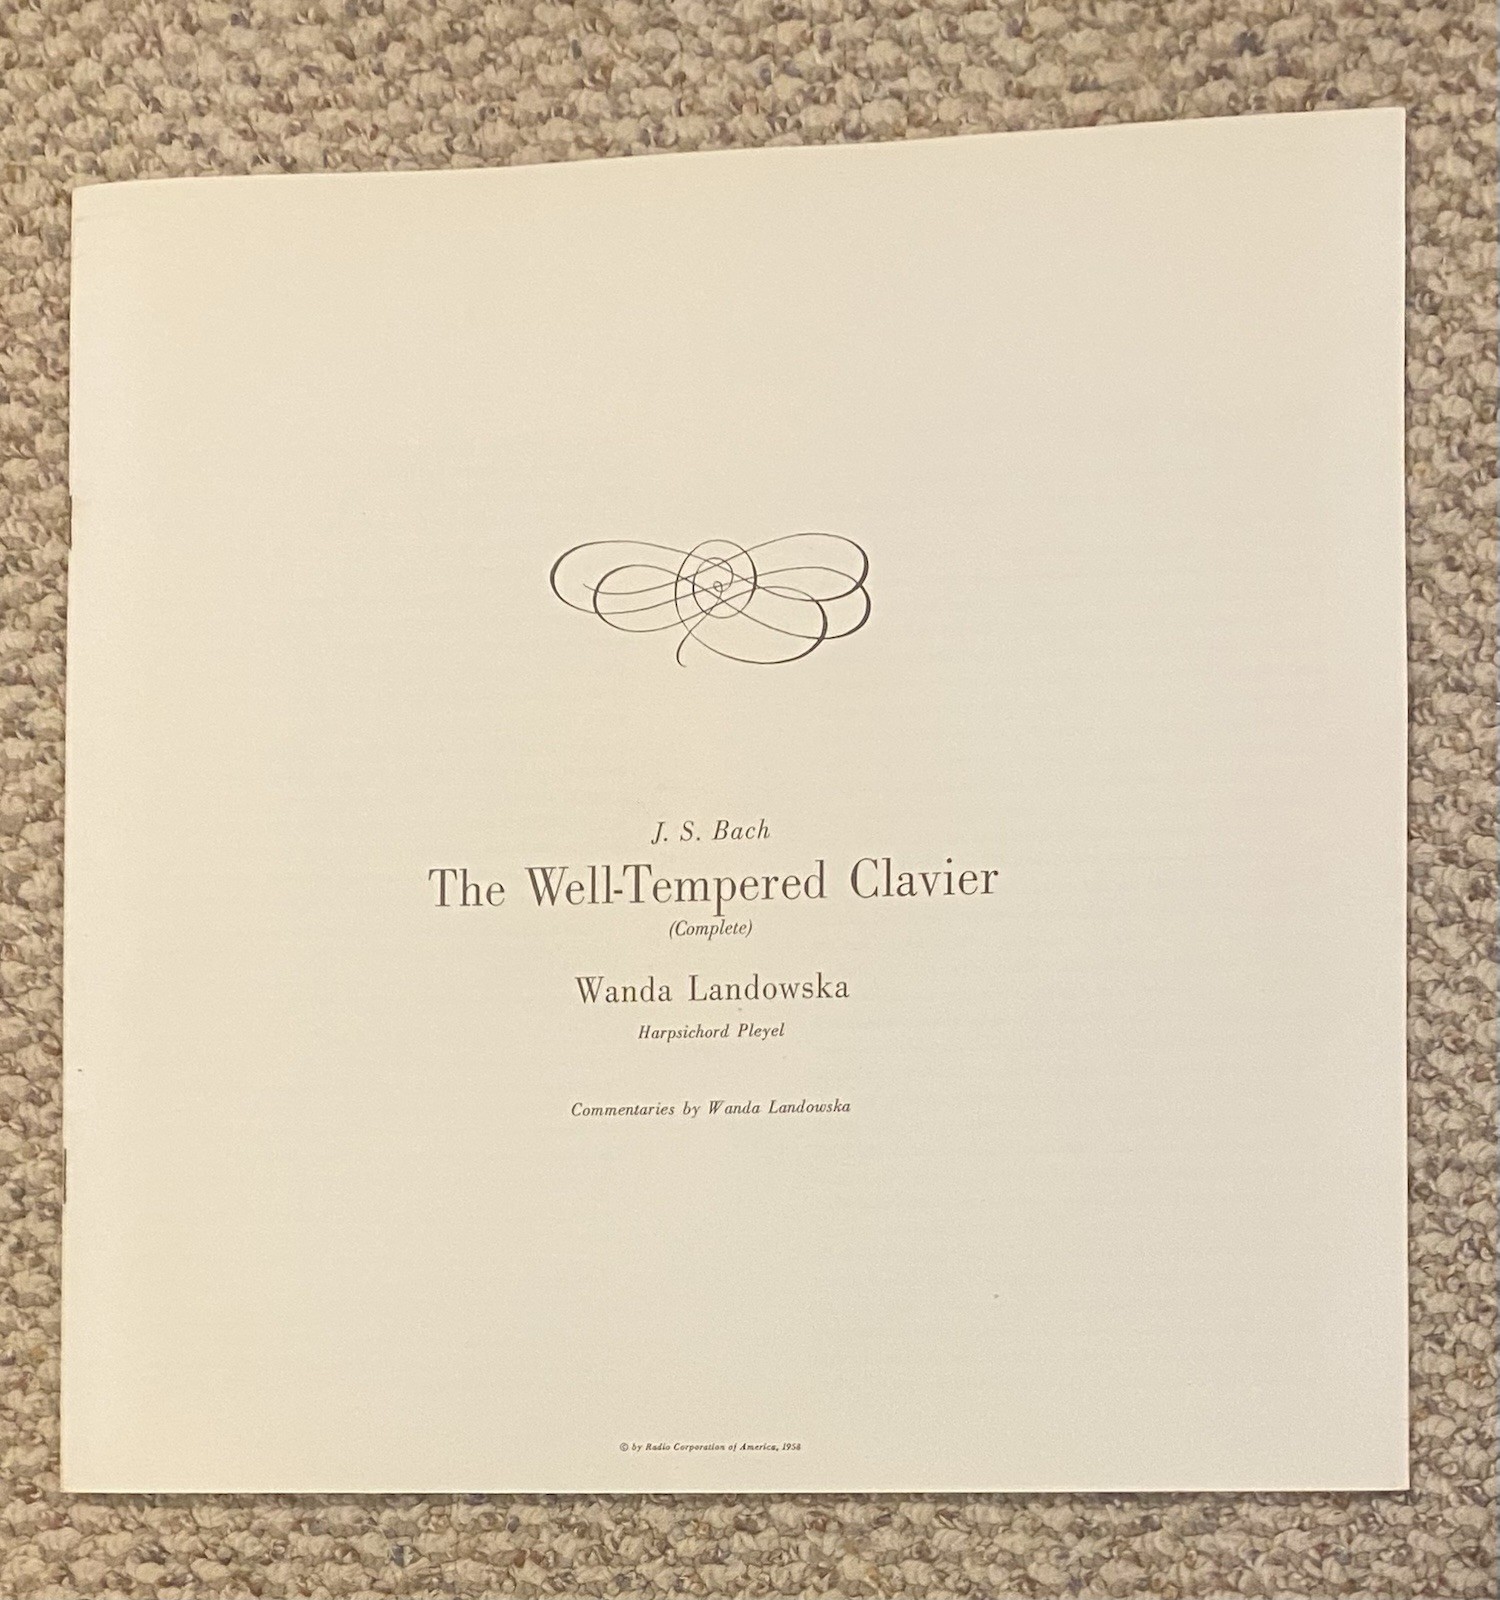 J. S. Bach
The Well-Tempered Clavier
(Complete)
Wanda Landowska
Harpsichord Pleyel
Commentaries by Wanda Landowska
© by Radio Corporation of America, 1958